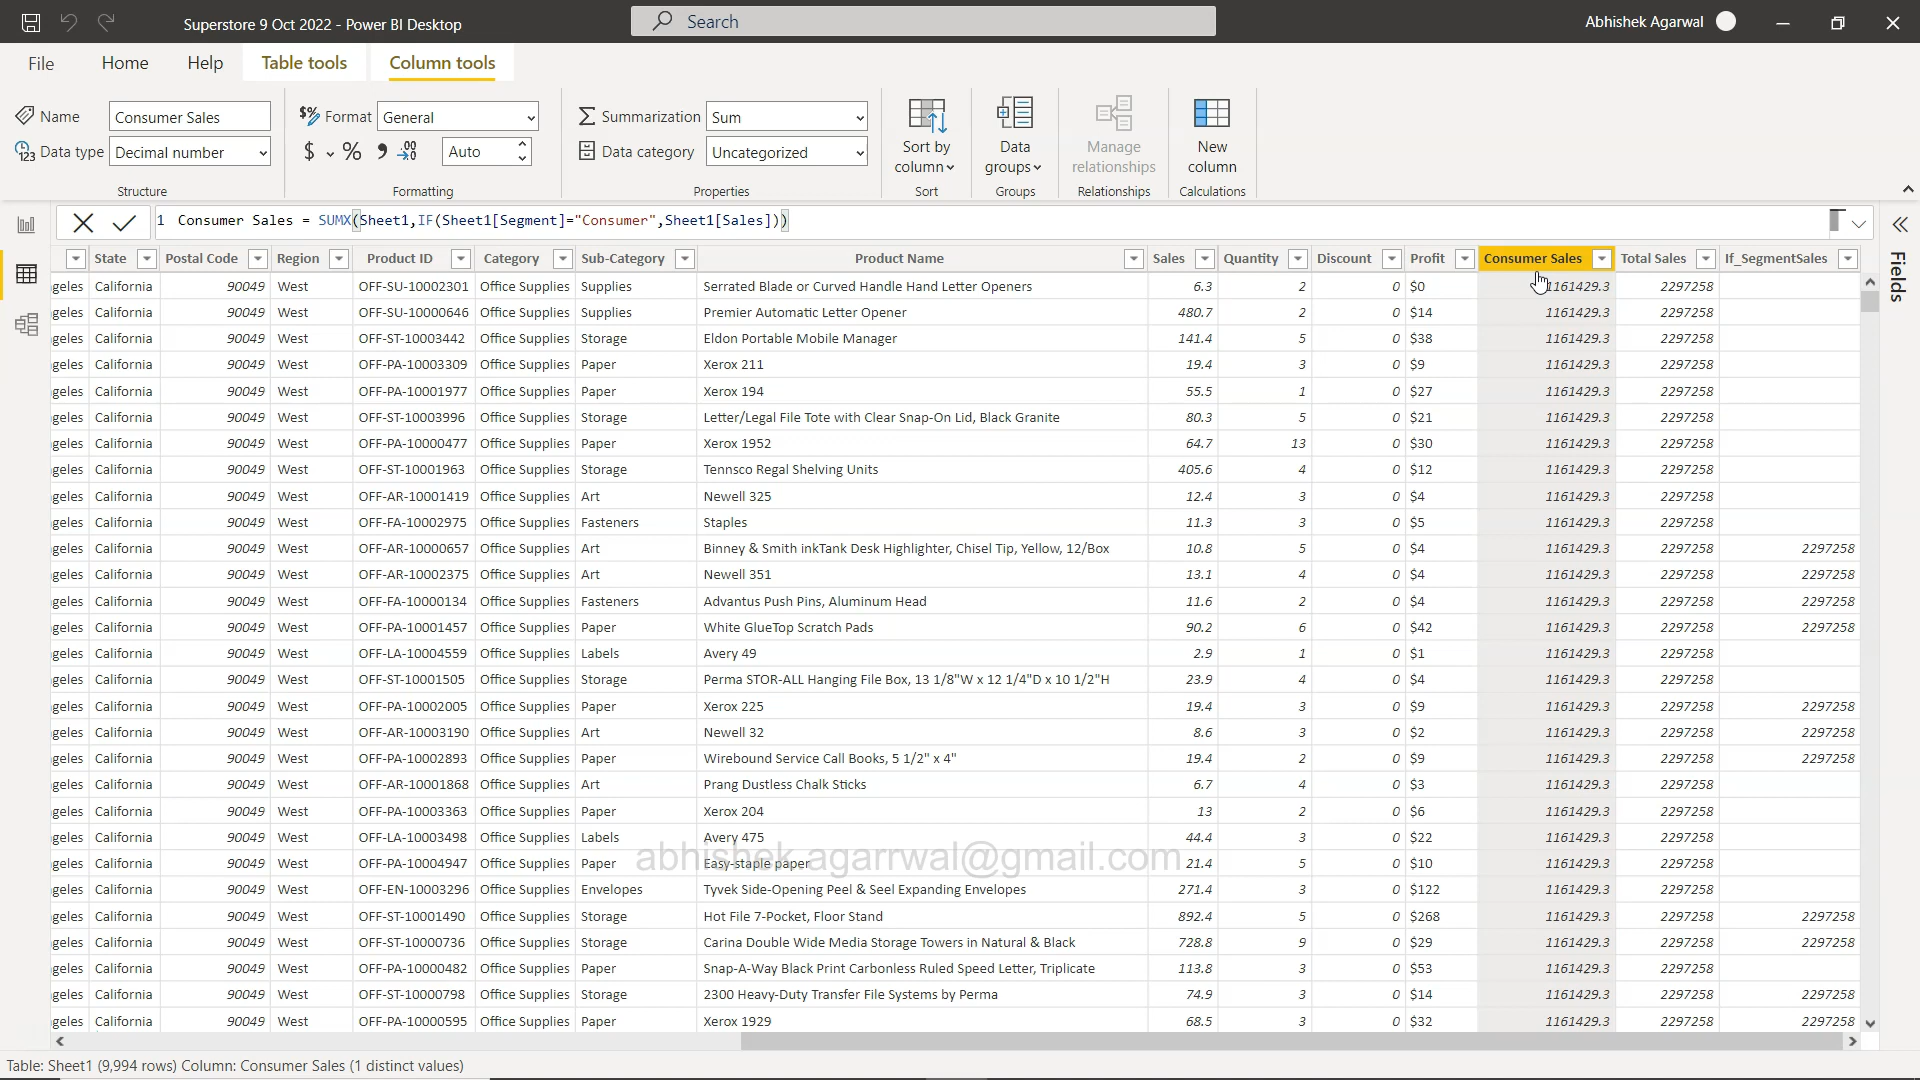 Superstore 9 Oct 2022 - Power BI Desktop
Search
Abhishek Agarwal
File Home Help Table tools Column tools
Name Consumer Sales
Data type Decimal number
Structure
Format General
$ % Auto
Formatting
Summarization Sum
Data category Uncategorized
Properties
Sort by column
Sort
Data groups
Groups
Manage relationships
Relationships
New column
Calculations
1 Consumer Sales = SUMX(Sheet1,IF(Sheet1[Segment]="Consumer",Sheet1[Sales]))
Fields
State Postal Code Region Product ID Category Sub-Category Product Name Sales Quantity Discount Profit Consumer Sales Total Sales If_SegmentSales
geles California 90049 West OFF-SU-10002301 Office Supplies Supplies Serrated Blade or Curved Handle Hand Letter Openers 6.3 2 0 $0 1161429.3 2297258
geles California 90049 West OFF-SU-10000646 Office Supplies Supplies Premier Automatic Letter Opener 480.7 2 0 $14 1161429.3 2297258
geles California 90049 West OFF-ST-10003442 Office Supplies Storage Eldon Portable Mobile Manager 141.4 5 0 $38 1161429.3 2297258
geles California 90049 West OFF-PA-10003309 Office Supplies Paper Xerox 211 19.4 3 0 $9 1161429.3 2297258
geles California 90049 West OFF-PA-10001977 Office Supplies Paper Xerox 194 55.5 1 0 $27 1161429.3 2297258
geles California 90049 West OFF-ST-10003996 Office Supplies Storage Letter/Legal File Tote with Clear Snap-On Lid, Black Granite 80.3 5 0 $21 1161429.3 2297258
geles California 90049 West OFF-PA-10000477 Office Supplies Paper Xerox 1952 64.7 13 0 $30 1161429.3 2297258
geles California 90049 West OFF-ST-10001963 Office Supplies Storage Tennsco Regal Shelving Units 405.6 4 0 $12 1161429.3 2297258
geles California 90049 West OFF-AR-10001419 Office Supplies Art Newell 325 12.4 3 0 $4 1161429.3 2297258
geles California 90049 West OFF-FA-10002975 Office Supplies Fasteners Staples 11.3 3 0 $5 1161429.3 2297258
geles California 90049 West OFF-AR-10000657 Office Supplies Art Binney & Smith inkTank Desk Highlighter, Chisel Tip, Yellow, 12/Box 10.8 5 0 $4 1161429.3 2297258 2297258
geles California 90049 West OFF-AR-10002375 Office Supplies Art Newell 351 13.1 4 0 $4 1161429.3 2297258 2297258
geles California 90049 West OFF-FA-10000134 Office Supplies Fasteners Advantus Push Pins, Aluminum Head 11.6 2 0 $4 1161429.3 2297258 2297258
geles California 90049 West OFF-PA-10001457 Office Supplies Paper White GlueTop Scratch Pads 90.2 6 0 $42 1161429.3 2297258 2297258
geles California 90049 West OFF-LA-10004559 Office Supplies Labels Avery 49 2.9 1 0 $1 1161429.3 2297258
geles California 90049 West OFF-ST-10001505 Office Supplies Storage Perma STOR-ALL Hanging File Box, 13 1/8"W x 12 1/4"D x 10 1/2"H 23.9 4 0 $4 1161429.3 2297258
geles California 90049 West OFF-PA-10002005 Office Supplies Paper Xerox 225 19.4 3 0 $9 1161429.3 2297258 2297258
geles California 90049 West OFF-AR-10003190 Office Supplies Art Newell 32 8.6 3 0 $2 1161429.3 2297258 2297258
geles California 90049 West OFF-PA-10002893 Office Supplies Paper Wirebound Service Call Books, 5 1/2" x 4" 19.4 2 0 $9 1161429.3 2297258 2297258
geles California 90049 West OFF-AR-10001868 Office Supplies Art Prang Dustless Chalk Sticks 6.7 4 0 $3 1161429.3 2297258
geles California 90049 West OFF-PA-10003363 Office Supplies Paper Xerox 204 13 2 0 $6 1161429.3 2297258
geles California 90049 West OFF-LA-10003498 Office Supplies Labels Avery 475 44.4 3 0 $22 1161429.3 2297258
geles California 90049 West OFF-PA-10004947 Office Supplies Paper Easy-staple paper 21.4 5 0 $10 1161429.3 2297258
abhishek.agarrwal@gmail.com
geles California 90049 West OFF-EN-10003296 Office Supplies Envelopes Tyvek Side-Opening Peel & Seel Expanding Envelopes 271.4 3 0 $122 1161429.3 2297258
geles California 90049 West OFF-ST-10001490 Office Supplies Storage Hot File 7-Pocket, Floor Stand 892.4 5 0 $268 1161429.3 2297258 2297258
geles California 90049 West OFF-ST-10000736 Office Supplies Storage Carina Double Wide Media Storage Towers in Natural & Black 728.8 9 0 $29 1161429.3 2297258 2297258
geles California 90049 West OFF-PA-10000482 Office Supplies Paper Snap-A-Way Black Print Carbonless Ruled Speed Letter, Triplicate 113.8 3 0 $53 1161429.3 2297258
geles California 90049 West OFF-ST-10000798 Office Supplies Storage 2300 Heavy-Duty Transfer File Systems by Perma 74.9 3 0 $14 1161429.3 2297258 2297258
geles California 90049 West OFF-PA-10000595 Office Supplies Paper Xerox 1929 68.5 3 0 $32 1161429.3 2297258 2297258
Table: Sheet1 (9,994 rows) Column: Consumer Sales (1 distinct values)